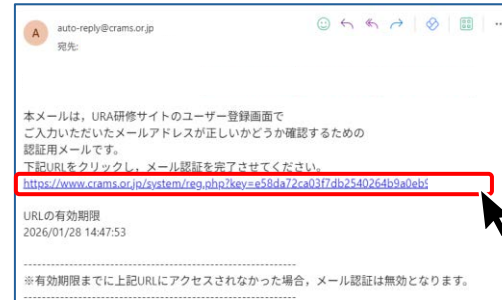 A
auto-reply@crams.or.jp
宛先:
本メールは，URA研修サイトのユーザー登録画面で
ご入力いただいたメールアドレスが正しいかどうか確認するための
認証用メールです。
下記URLをクリックし，メール認証を完了させてください。
https://www.crams.or.jp/system/reg.php?key=e58da72ca03f7db2540264b9a0eb9
URLの有効期限
2026/01/28 14:47:53
------------------------------------------------------------
※有効期限までに上記URLにアクセスされなかった場合，メール認証は無効となります。
------------------------------------------------------------